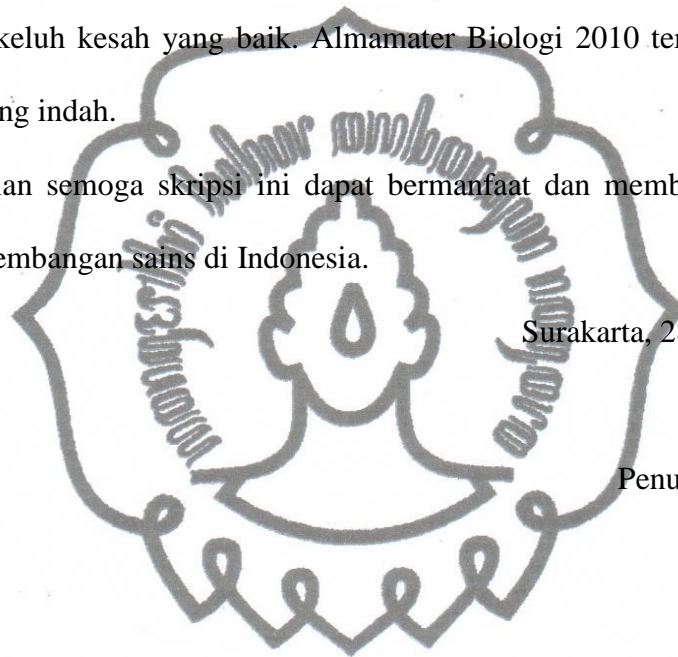 keluh kesah yang baik. Almamater Biologi 2010 ter
ng indah.
ian semoga skripsi ini dapat bermanfaat dan memb
embangan sains di Indonesia.
Surakarta, 2
Penu